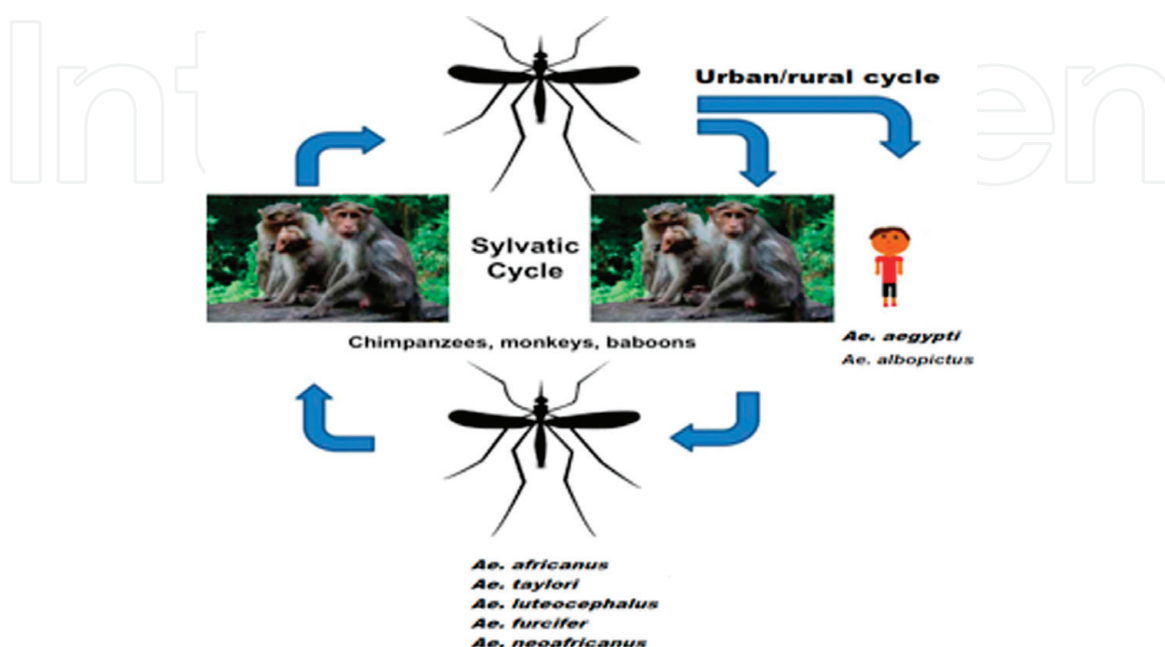 Urban/rural cycle
Sylvatic
Cycle
Chimpanzees, monkeys, baboons
Ae. aegypti
Ae. albopictus
Ae. africanus
Ae. taylori
Ae. luteocephalus
Ae. furcifer
Ae. neoafricanus